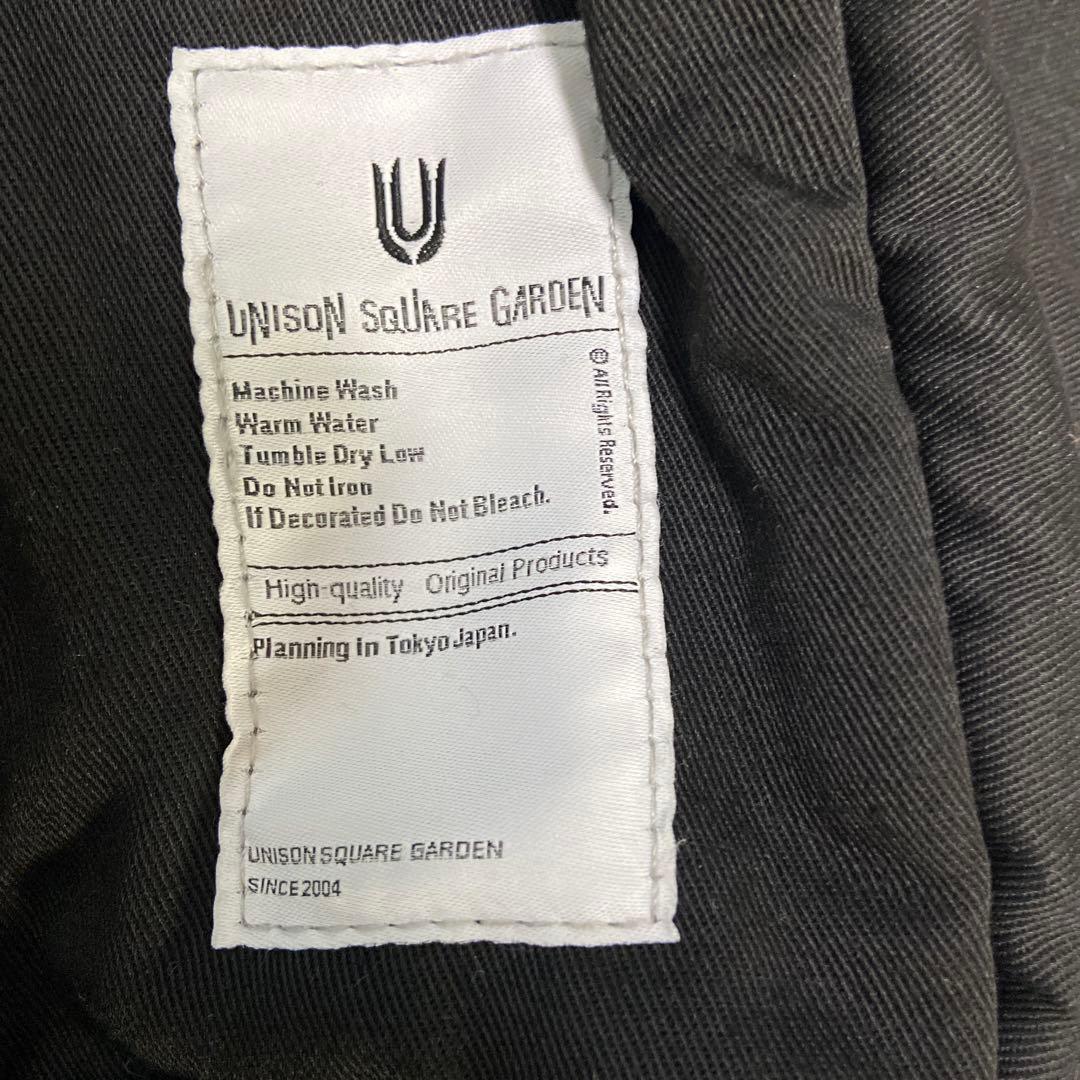 UNISON SQUARE GARDEN
Machine Wash
Warm Water
Tumble Dry Low
Do Not Iron
If Decorated Do Not Bleach.
© All Rights Reserved.
High-quality Original Products
Planning in Tokyo Japan.
UNISON SQUARE GARDEN
SINCE 2004